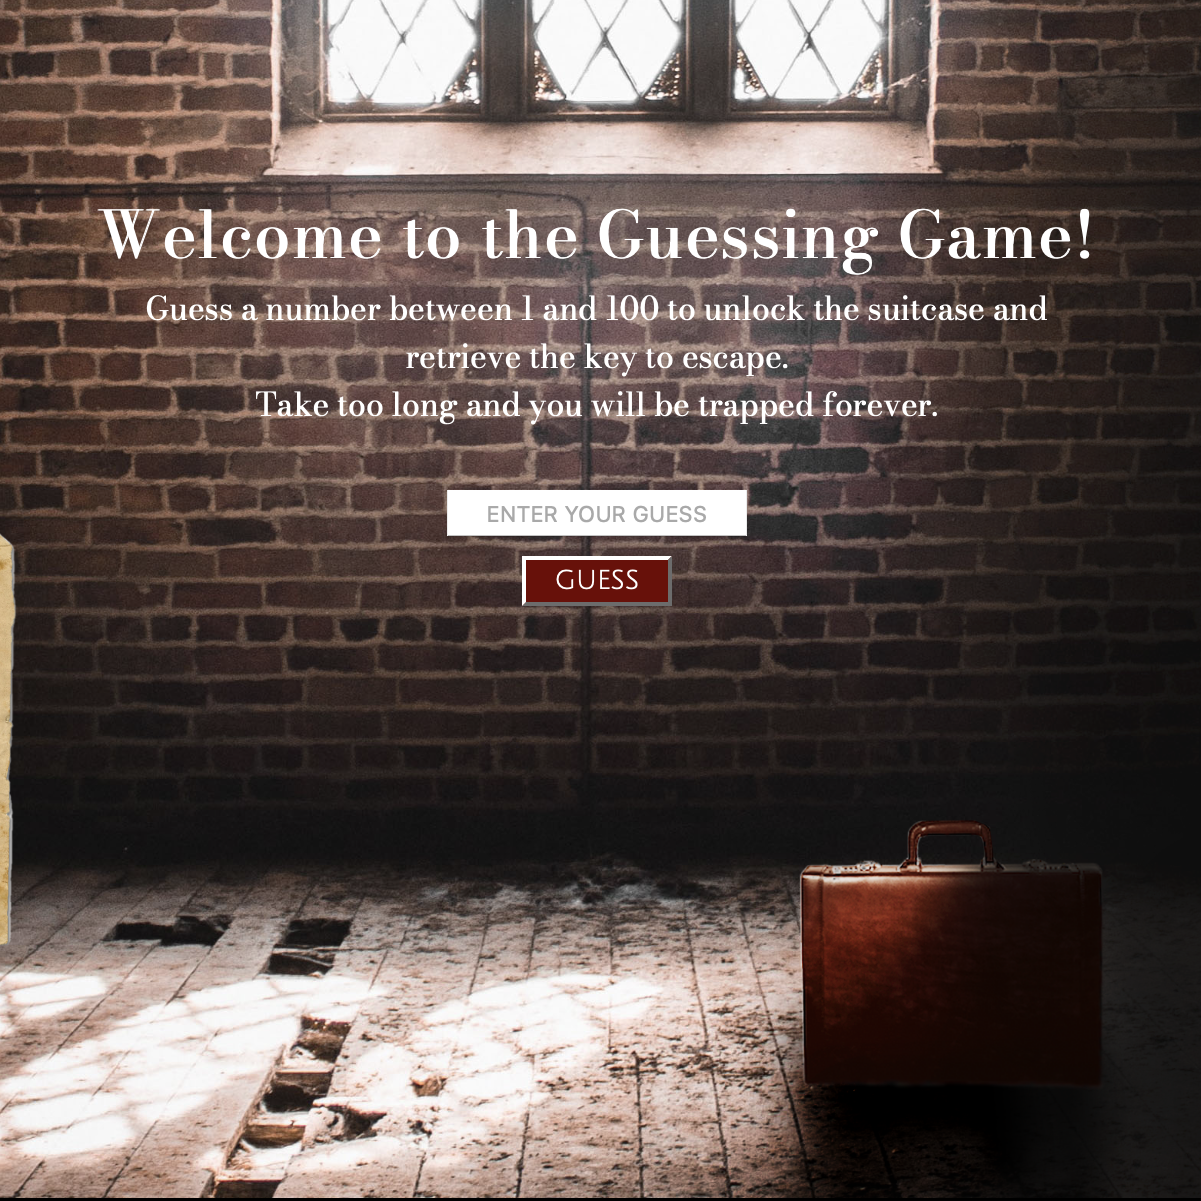 Welcome to the Guessing Game!
Guess a number between 1 and 100 to unlock the suitcase and
retrieve the key to escape.
Take too long and you will be trapped forever.
ENTER YOUR GUESS
GUESS